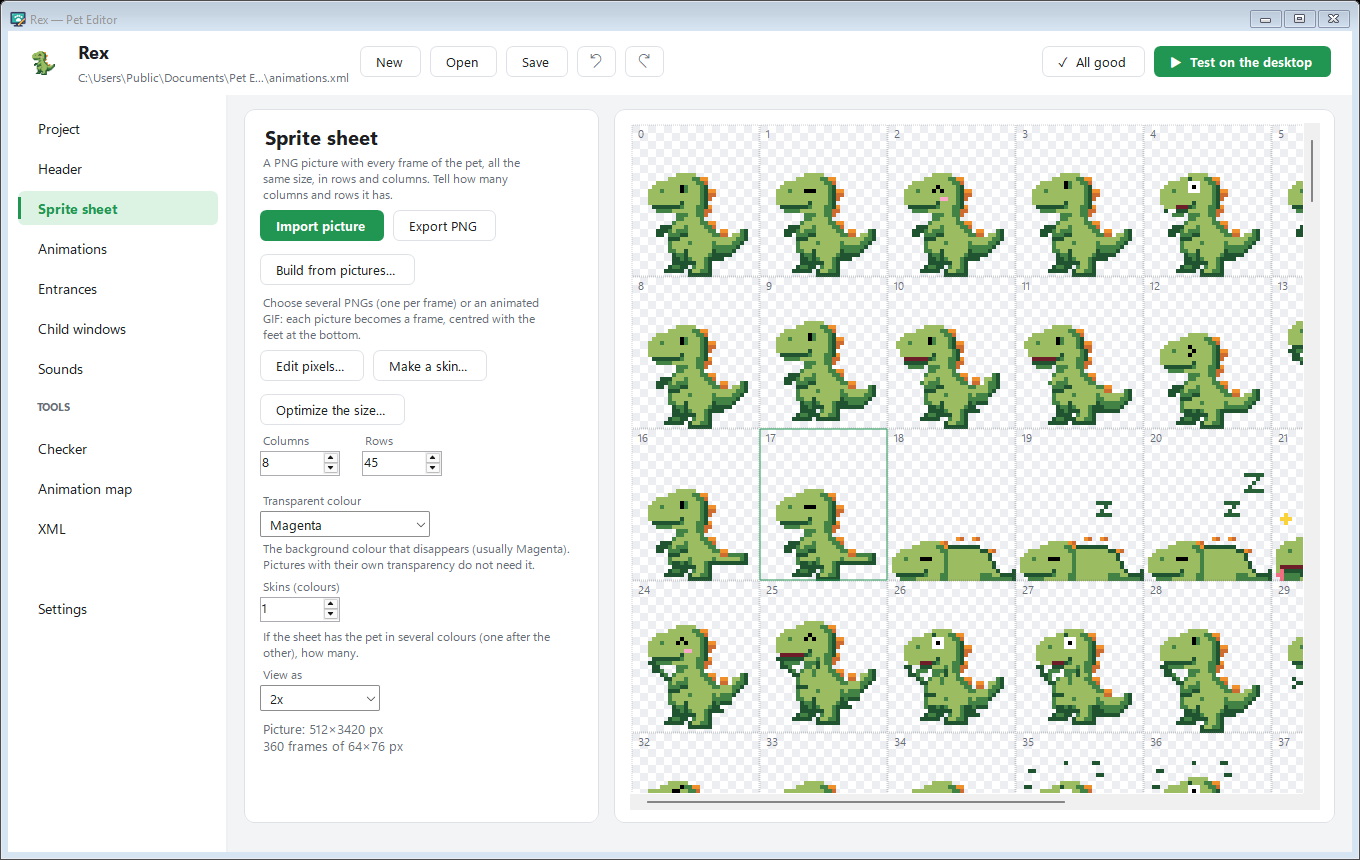 Rex — Pet Editor
Rex
C:\Users\Public\Documents\Pet E...\animations.xml
New
Open
Save
✓ All good
Test on the desktop
Project
Header
Sprite sheet
Animations
Entrances
Child windows
Sounds
TOOLS
Checker
Animation map
XML
Settings
Sprite sheet
A PNG picture with every frame of the pet, all the
same size, in rows and columns. Tell how many
columns and rows it has.
Import picture
Export PNG
Build from pictures...
Choose several PNGs (one per frame) or an animated
GIF: each picture becomes a frame, centred with the
feet at the bottom.
Edit pixels...
Make a skin...
Optimize the size...
Columns
Rows
8
45
Transparent colour
Magenta
The background colour that disappears (usually Magenta).
Pictures with their own transparency do not need it.
Skins (colours)
1
If the sheet has the pet in several colours (one after the
other), how many.
View as
2x
Picture: 512×3420 px
360 frames of 64×76 px
0
1
2
3
4
5
8
9
10
11
12
13
16
17
18
19
20
21
24
25
26
27
28
29
32
33
34
35
36
37